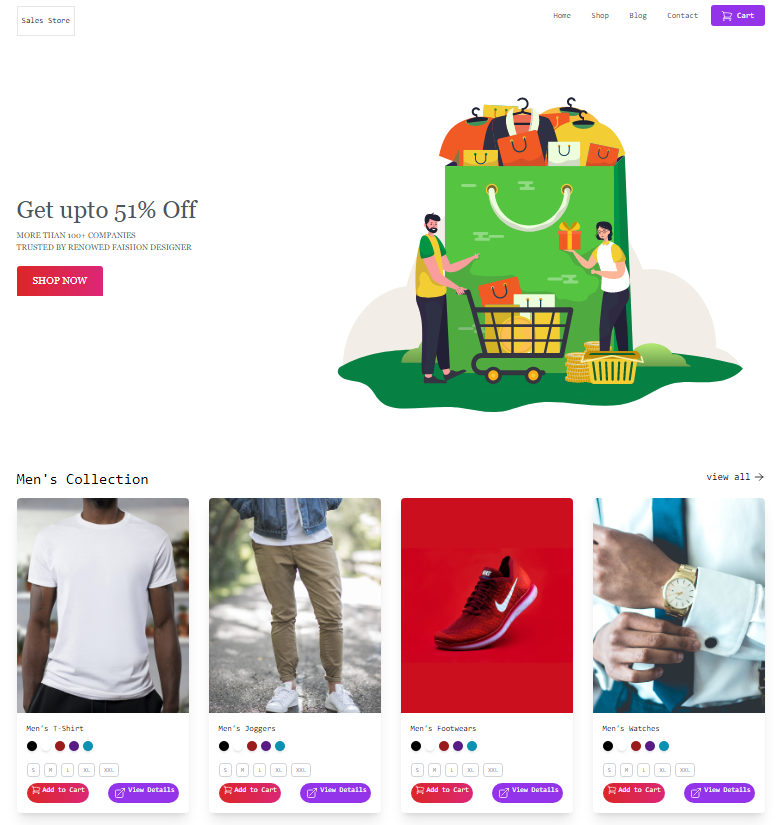 Sales Store
Home Shop Blog Contact Cart
Get upto 51% Off
MORE THAN 100+ COMPANIES
TRUSTED BY RENOWED FAISHION DESIGNER
SHOP NOW
Men's Collection
view all
Men's T-Shirt
S M L XL XXL
Add to Cart View Details
Men's Joggers
S M L XL XXL
Add to Cart View Details
Men's Footwears
S M L XL XXL
Add to Cart View Details
Men's Watches
S M L XL XXL
Add to Cart View Details